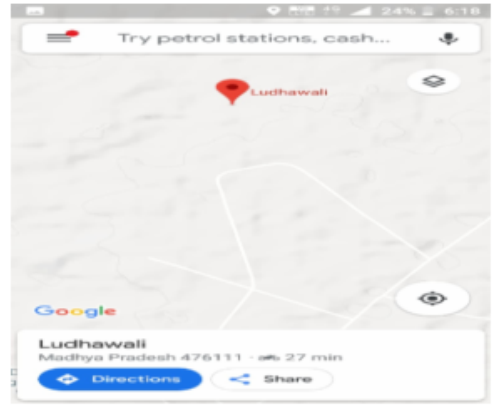 24% 6:18
Try petrol stations, cash...
Ludhawali
Google
Ludhawali
Madhya Pradesh 476111 · 27 min
Directions
Share